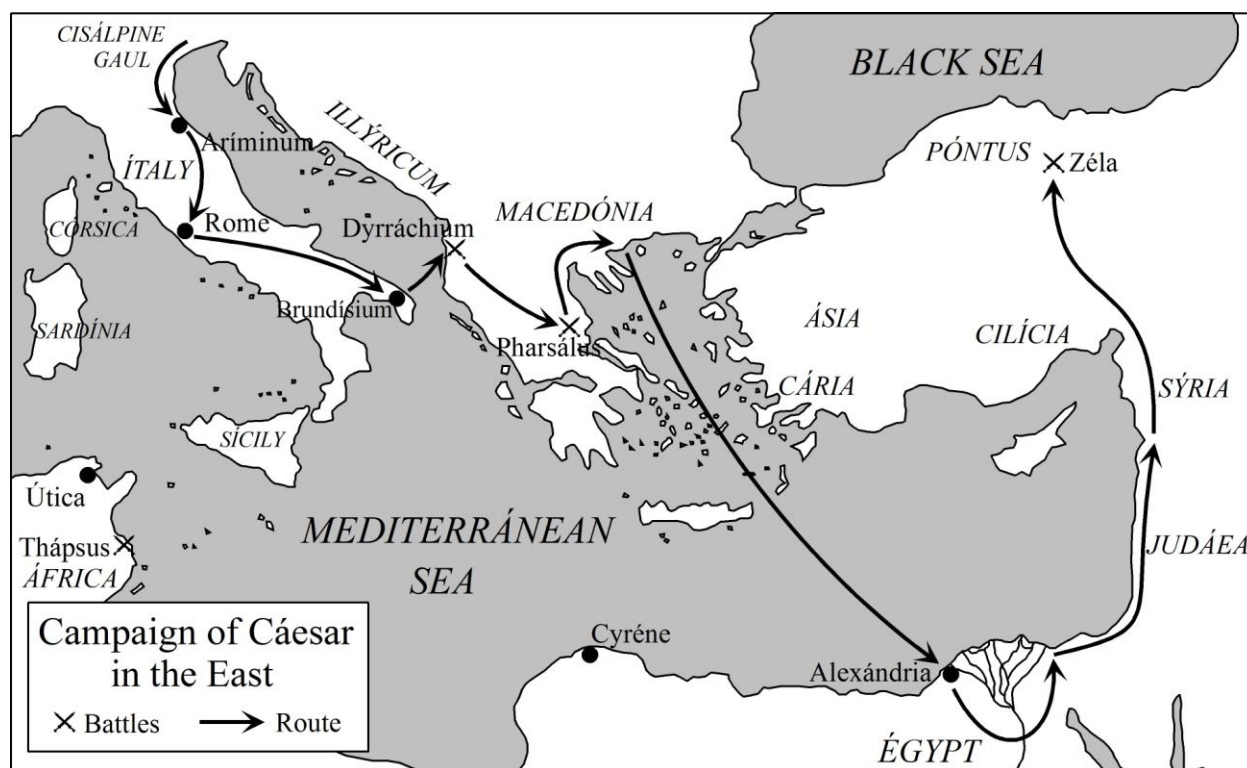 CISÁLPINE
GAUL
BLACK SEA
Aríminum
ILLÝRICUM
PÓNTUS
Zéla
ÍTALY
CÓRSICA
Rome
Dyrráchium
MACEDÓNIA
Brundísium
SARDÍNIA
Pharsálus
ÁSIA
CILÍCIA
CÁRIA
SÝRIA
SÍCILY
Útica
MEDITERRÁNEAN
SEA
Thápsus
ÁFRICA
JUDÁEA
Campaign of Cáesar
in the East
Battles
Route
Cyréne
Alexándria
ÉGYPT